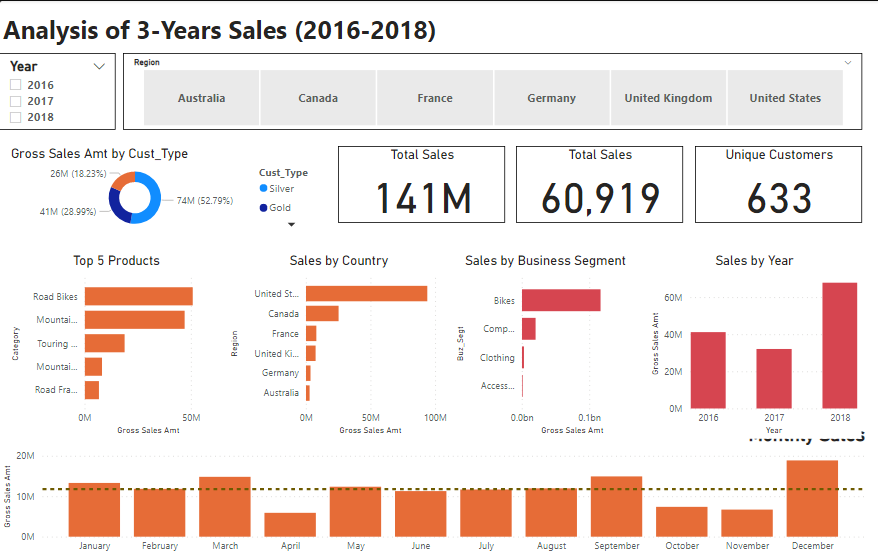 Analysis of 3-Years Sales (2016-2018)
Year
2016
2017
2018
Region
Australia
Canada
France
Germany
United Kingdom
United States
Gross Sales Amt by Cust_Type
26M (18.23%)
41M (28.99%)
74M (52.79%)
Cust_Type
Silver
Gold
Total Sales
141M
Total Sales
60,919
Unique Customers
633
Top 5 Products
Category
Road Bikes
Mountai...
Touring ...
Mountai...
Road Fra...
0M
50M
Gross Sales Amt
Sales by Country
Region
United St...
Canada
France
United Ki...
Germany
Australia
0M
50M
100M
Gross Sales Amt
Sales by Business Segment
Buz_Segt
Bikes
Comp...
Clothing
Access...
0.0bn
0.1bn
Gross Sales Amt
Sales by Year
Gross Sales Amt
60M
40M
20M
0M
2016
2017
2018
Year
Monthly Sales
Gross Sales Amt
20M
10M
0M
January
February
March
April
May
June
July
August
September
October
November
December